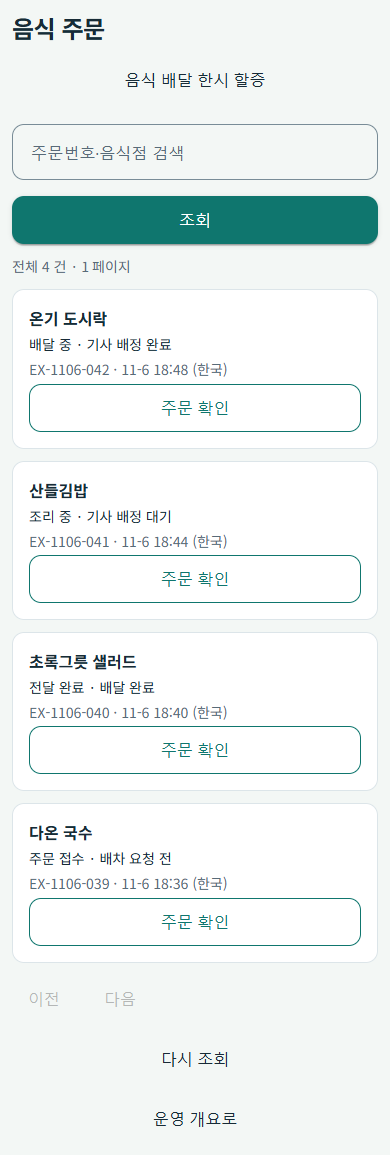 음식 주문
음식 배달 한시 할증
주문번호·음식점 검색
조회
전체 4 건 · 1 페이지
온기 도시락
배달 중 · 기사 배정 완료
EX-1106-042 · 11-6 18:48 (한국)
주문 확인
산들김밥
조리 중 · 기사 배정 대기
EX-1106-041 · 11-6 18:44 (한국)
주문 확인
초록그릇 샐러드
전달 완료 · 배달 완료
EX-1106-040 · 11-6 18:40 (한국)
주문 확인
다온 국수
주문 접수 · 배차 요청 전
EX-1106-039 · 11-6 18:36 (한국)
주문 확인
이전 다음
다시 조회
운영 개요로